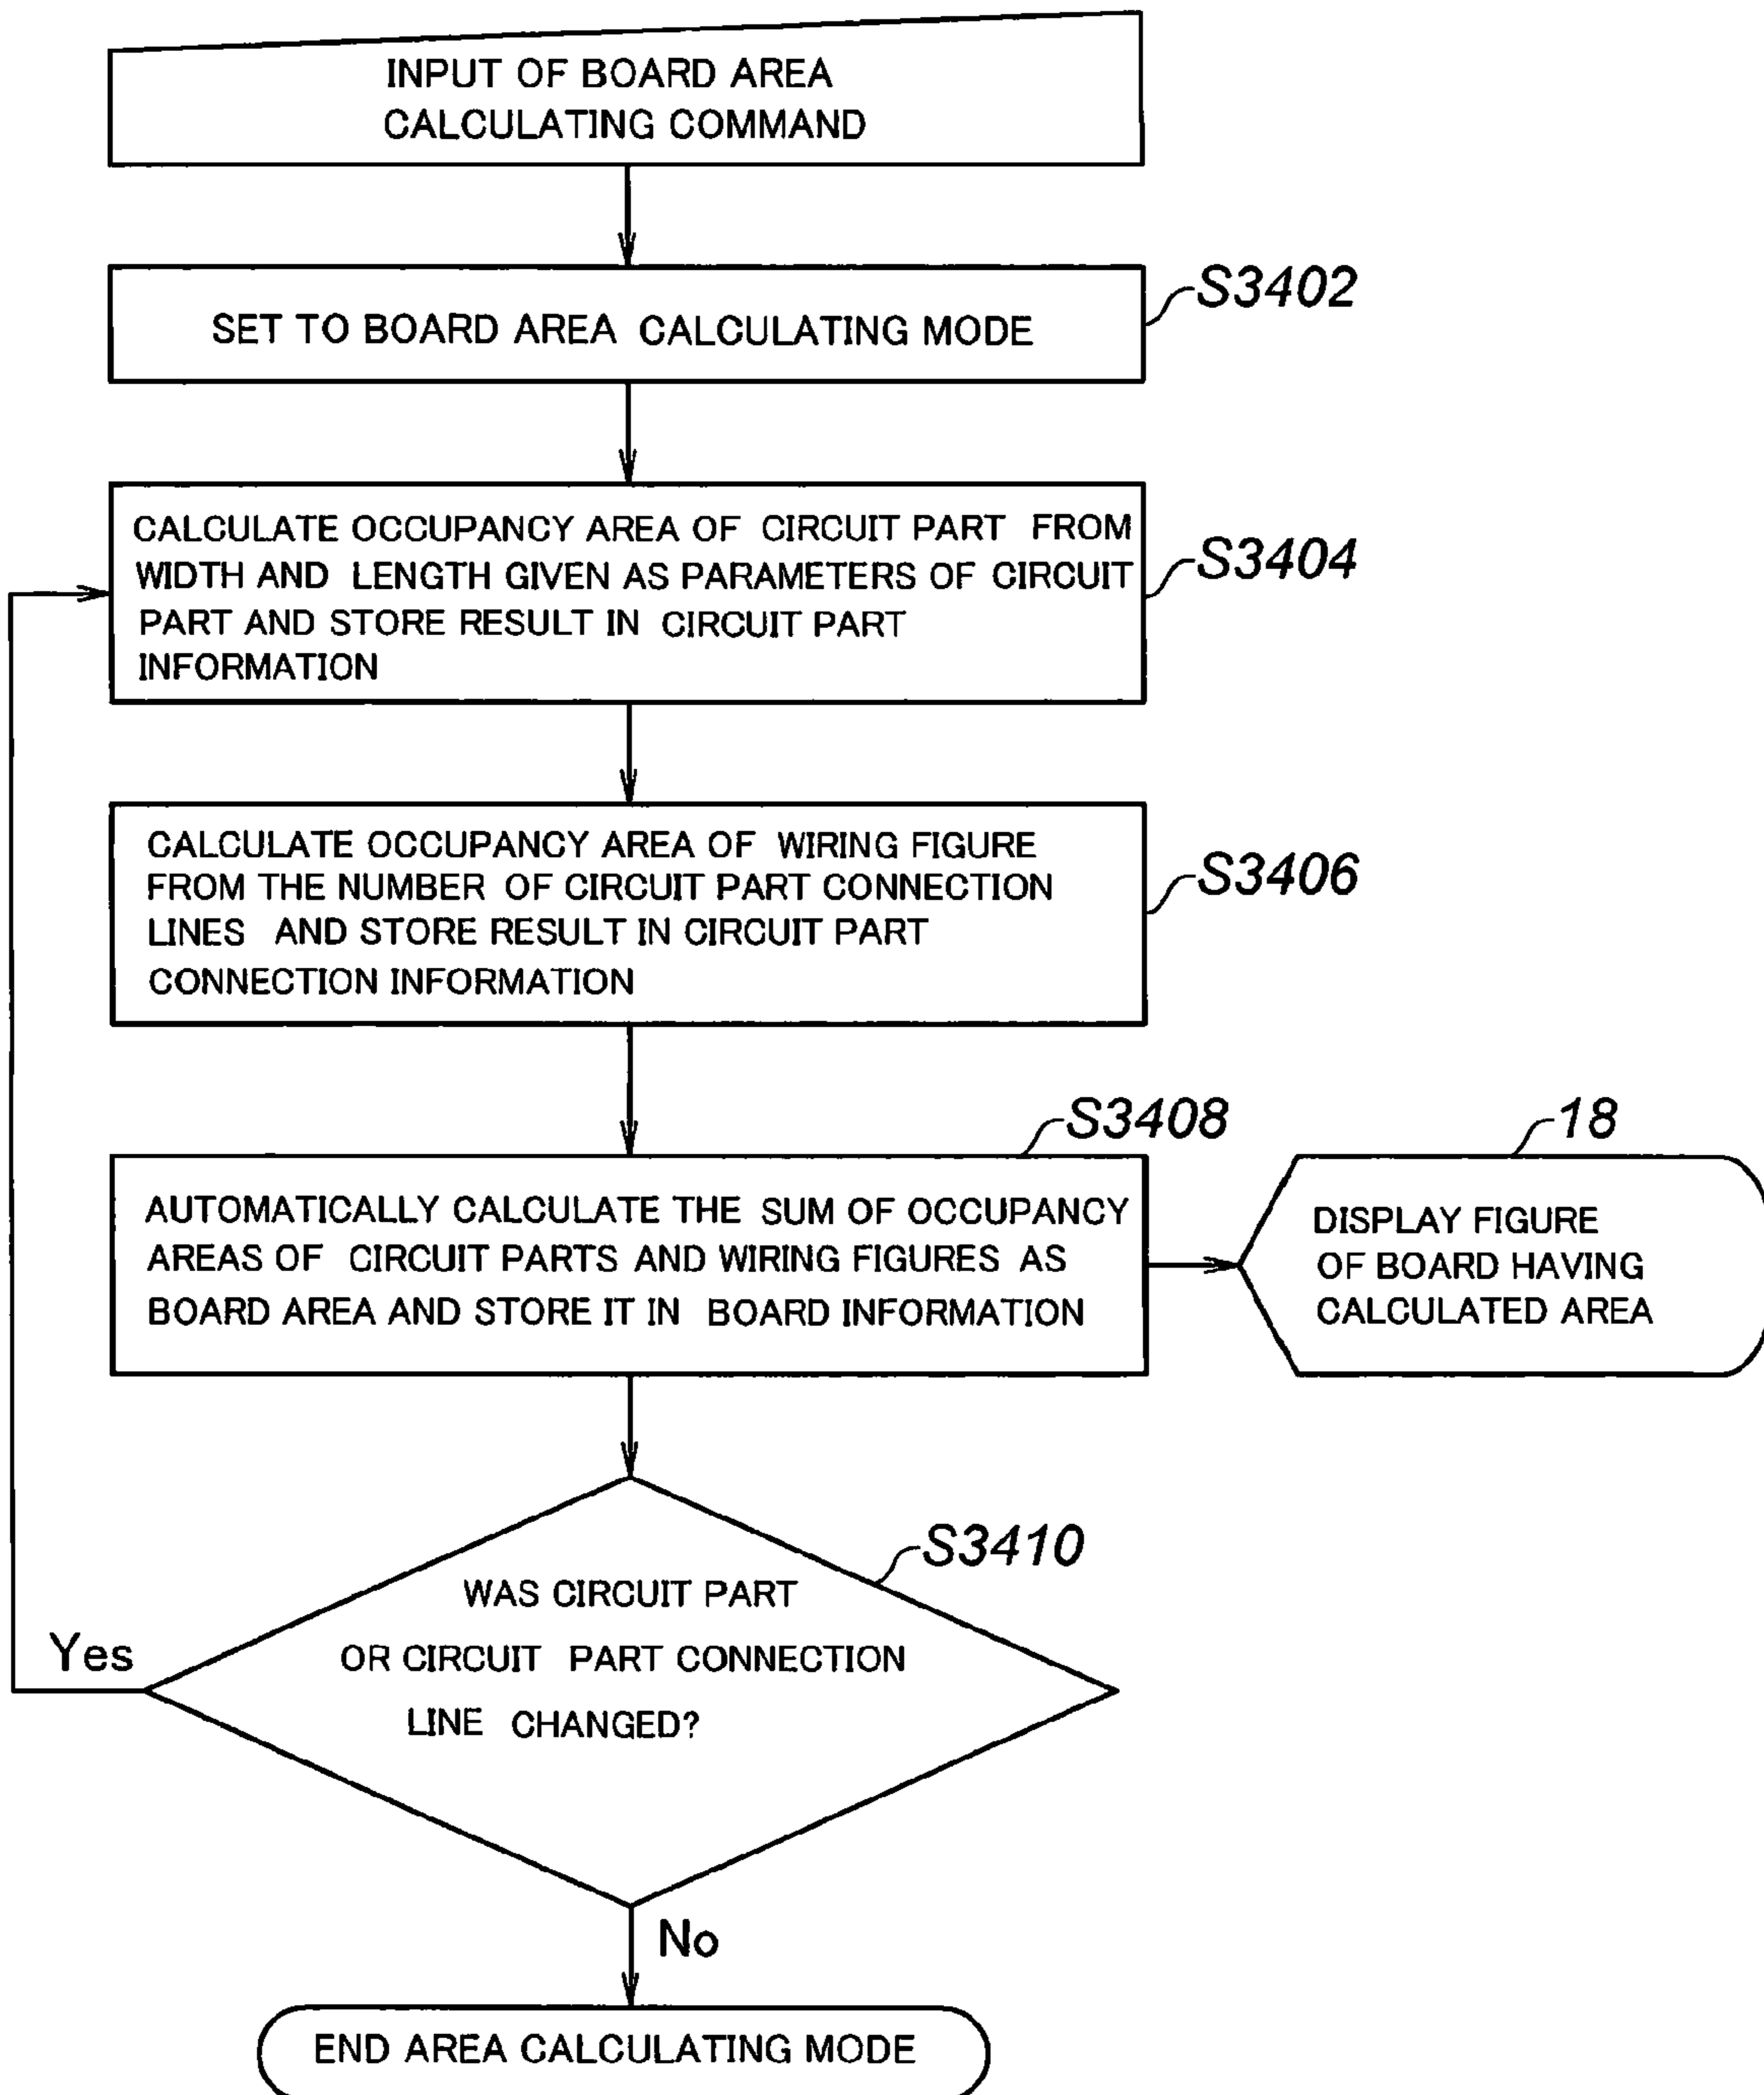 INPUT OF BOARD AREA
CALCULATING COMMAND
S3402
SET TO BOARD AREA CALCULATING MODE
CALCULATE OCCUPANCY AREA OF CIRCUIT PART FROM
WIDTH AND LENGTH GIVEN AS PARAMETERS OF CIRCUIT
PART AND STORE RESULT IN CIRCUIT PART
INFORMATION
S3404
CALCULATE OCCUPANCY AREA OF WIRING FIGURE
FROM THE NUMBER OF CIRCUIT PART CONNECTION
LINES AND STORE RESULT IN CIRCUIT PART
CONNECTION INFORMATION
S3406
S3408
AUTOMATICALLY CALCULATE THE SUM OF OCCUPANCY
AREAS OF CIRCUIT PARTS AND WIRING FIGURES AS
BOARD AREA AND STORE IT IN BOARD INFORMATION
18
DISPLAY FIGURE
OF BOARD HAVING
CALCULATED AREA
S3410
WAS CIRCUIT PART
OR CIRCUIT PART CONNECTION
LINE CHANGED?
Yes
No
END AREA CALCULATING MODE